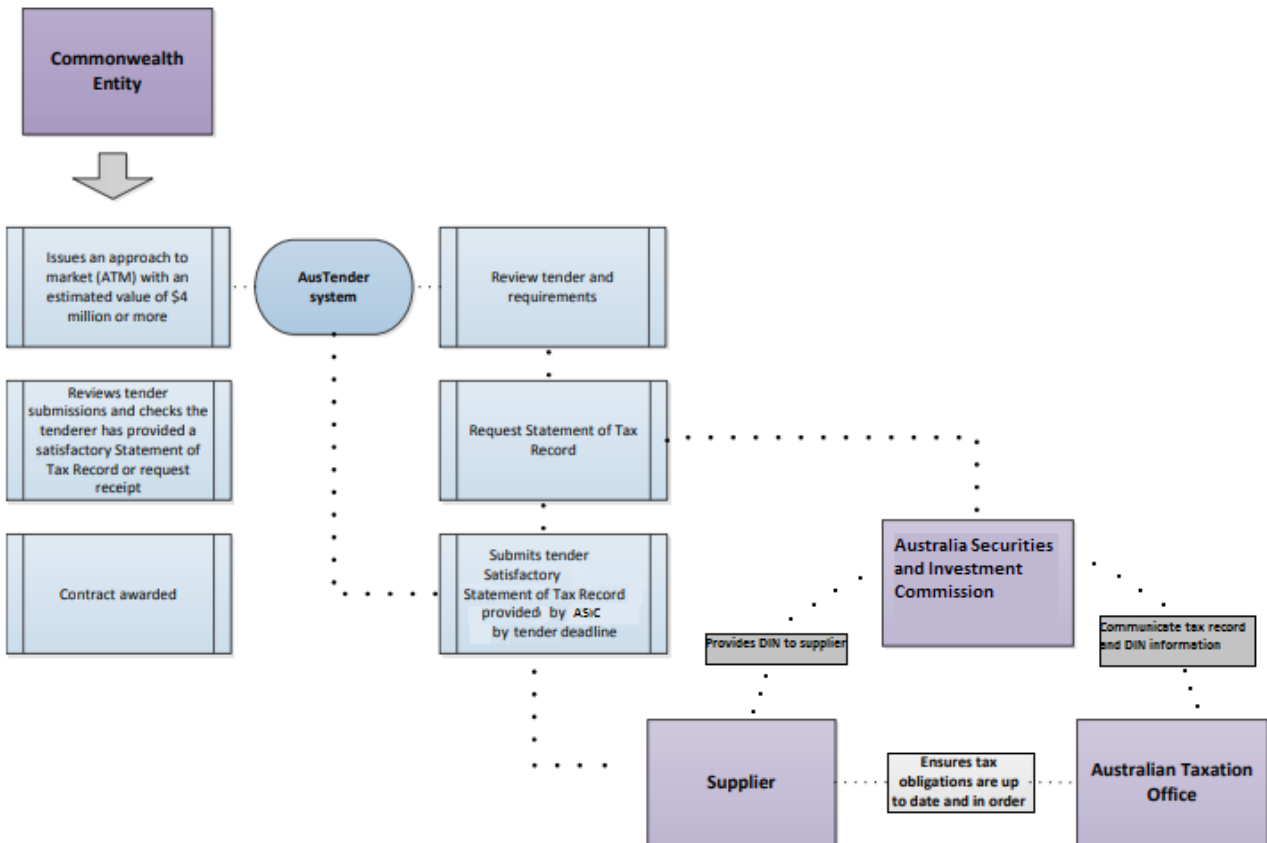 Commonwealth
Entity
Issues an approach to
market (ATM) with an
estimated value of $4
million or more
AusTender
system
Review tender and
requirements
Reviews tender
submissions and checks the
tenderer has provided a
satisfactory Statement of
Tax Record or request
receipt
Request Statement of Tax
Record
Contract awarded
Submits tender
Satisfactory
Statement of Tax Record
provided by ASIC
by tender deadline
Australia Securities
and Investment
Commission
Provides DIN to supplier
Communicate tax record
and DIN information
Supplier
Ensures tax
obligations are up
to date and in order
Australian Taxation
Office